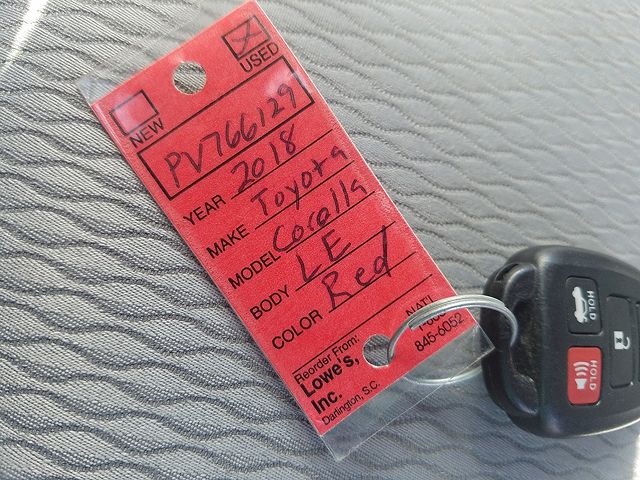 X
USED
NEW
PV766129
YEAR 2018
MAKE Toyota
MODEL Corolla
BODY LE
COLOR Red
Reorder From:
Lowe's,
Inc.
Darlington, S.C.
NAT'L
845-6052
HOLD
HOLD